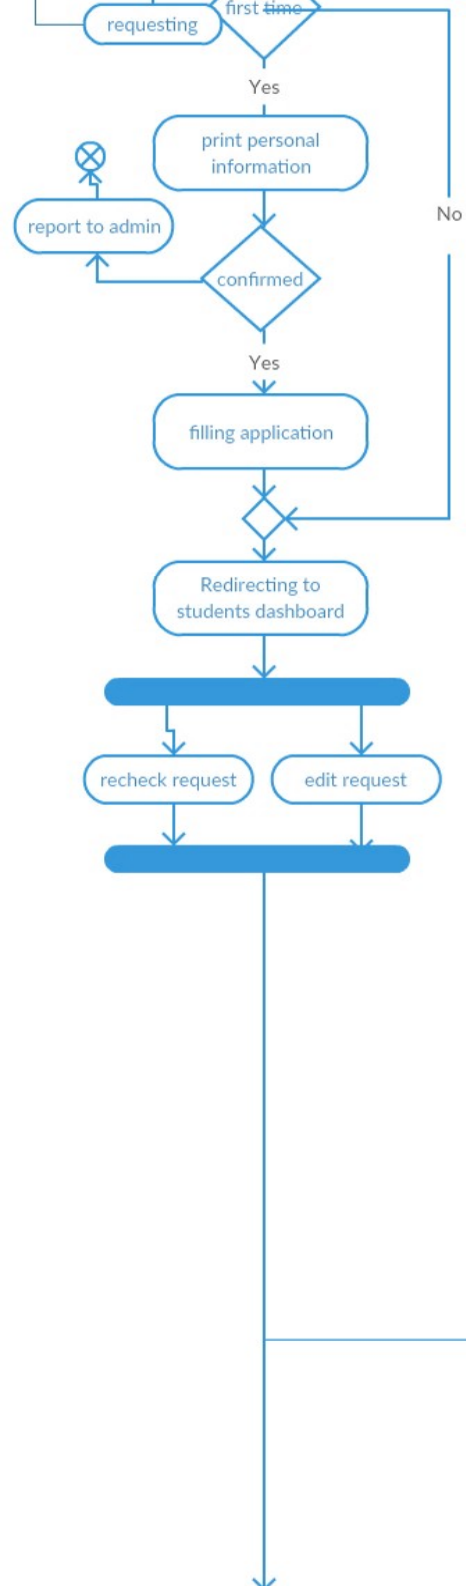 first time
requesting
Yes
print personal
information
report to admin
No
confirmed
Yes
filling application
Redirecting to
students dashboard
recheck request
edit request